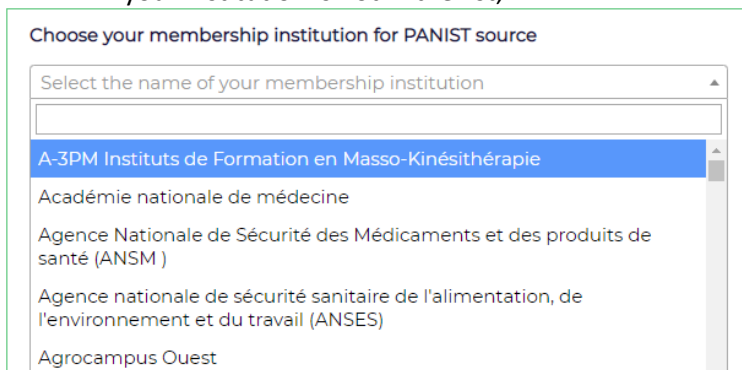 Choose your membership institution for PANIST source
Select the name of your membership institution
A-3PM Instituts de Formation en Masso-Kinésithérapie
Académie nationale de médecine
Agence Nationale de Sécurité des Médicaments et des produits de
santé (ANSM )
Agence nationale de sécurité sanitaire de l'alimentation, de
l'environnement et du travail (ANSES)
Agrocampus Ouest